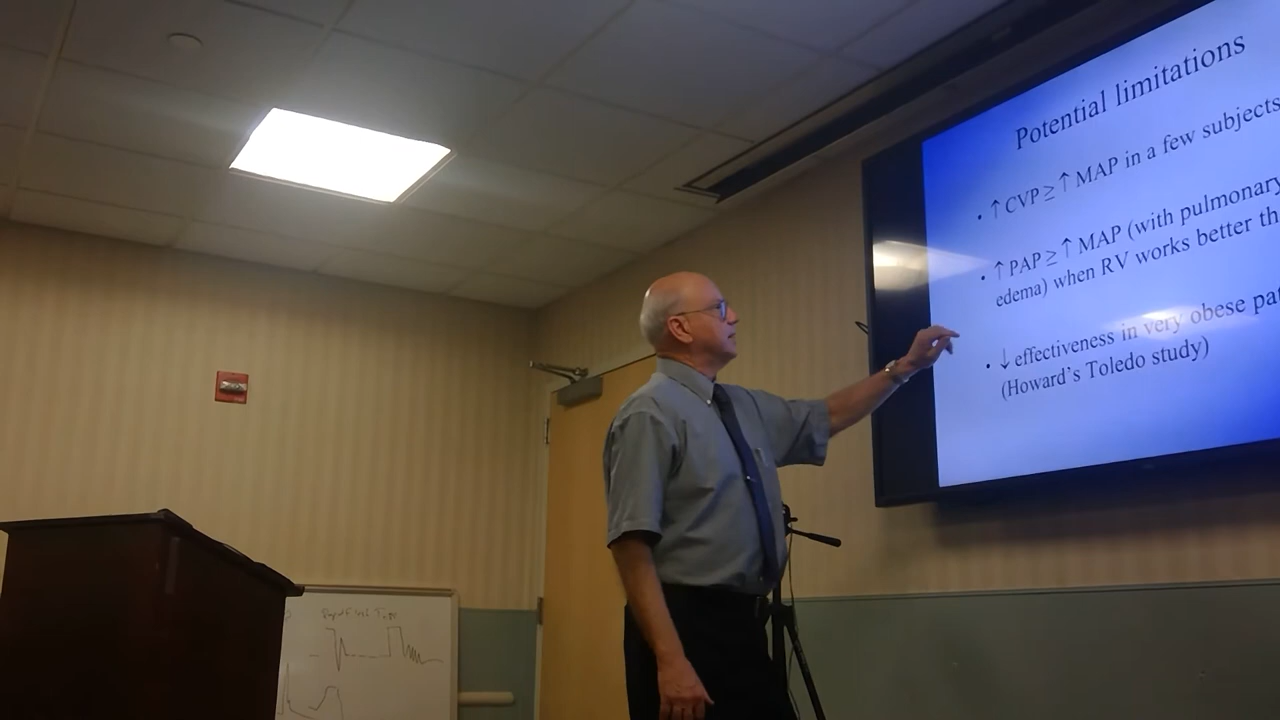 Potential limitations
• ↑ CVP ≥ ↑ MAP in a few subjects
• ↑ PAP ≥ ↑ MAP (with pulmonary
edema) when RV works better th
• ↓ effectiveness in very obese pat
(Howard's Toledo study)